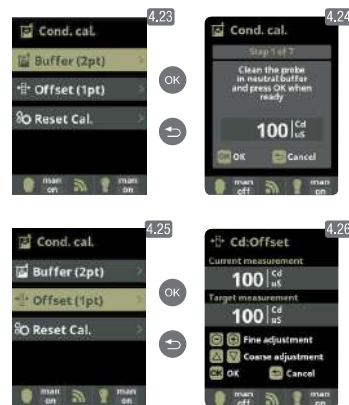 4.23
Cond. cal.
Buffer (2pt)
Offset (1pt)
Reset Cal.
man
on
man
on
OK
4.24
Cond. cal.
Step 1 of 7
Clean the probe
in neutral buffer
and press OK when
ready
100 Cd
uS
OK OK
Cancel
man
off
man
on
4.25
Cond. cal.
Buffer (2pt)
Offset (1pt)
Reset Cal.
man
on
man
on
OK
4.26
Cd:Offset
Current measurement
100 Cd
uS
Target measurement
100 Cd
uS
Fine adjustment
Coarse adjustment
OK OK
Cancel
man
off
man
on